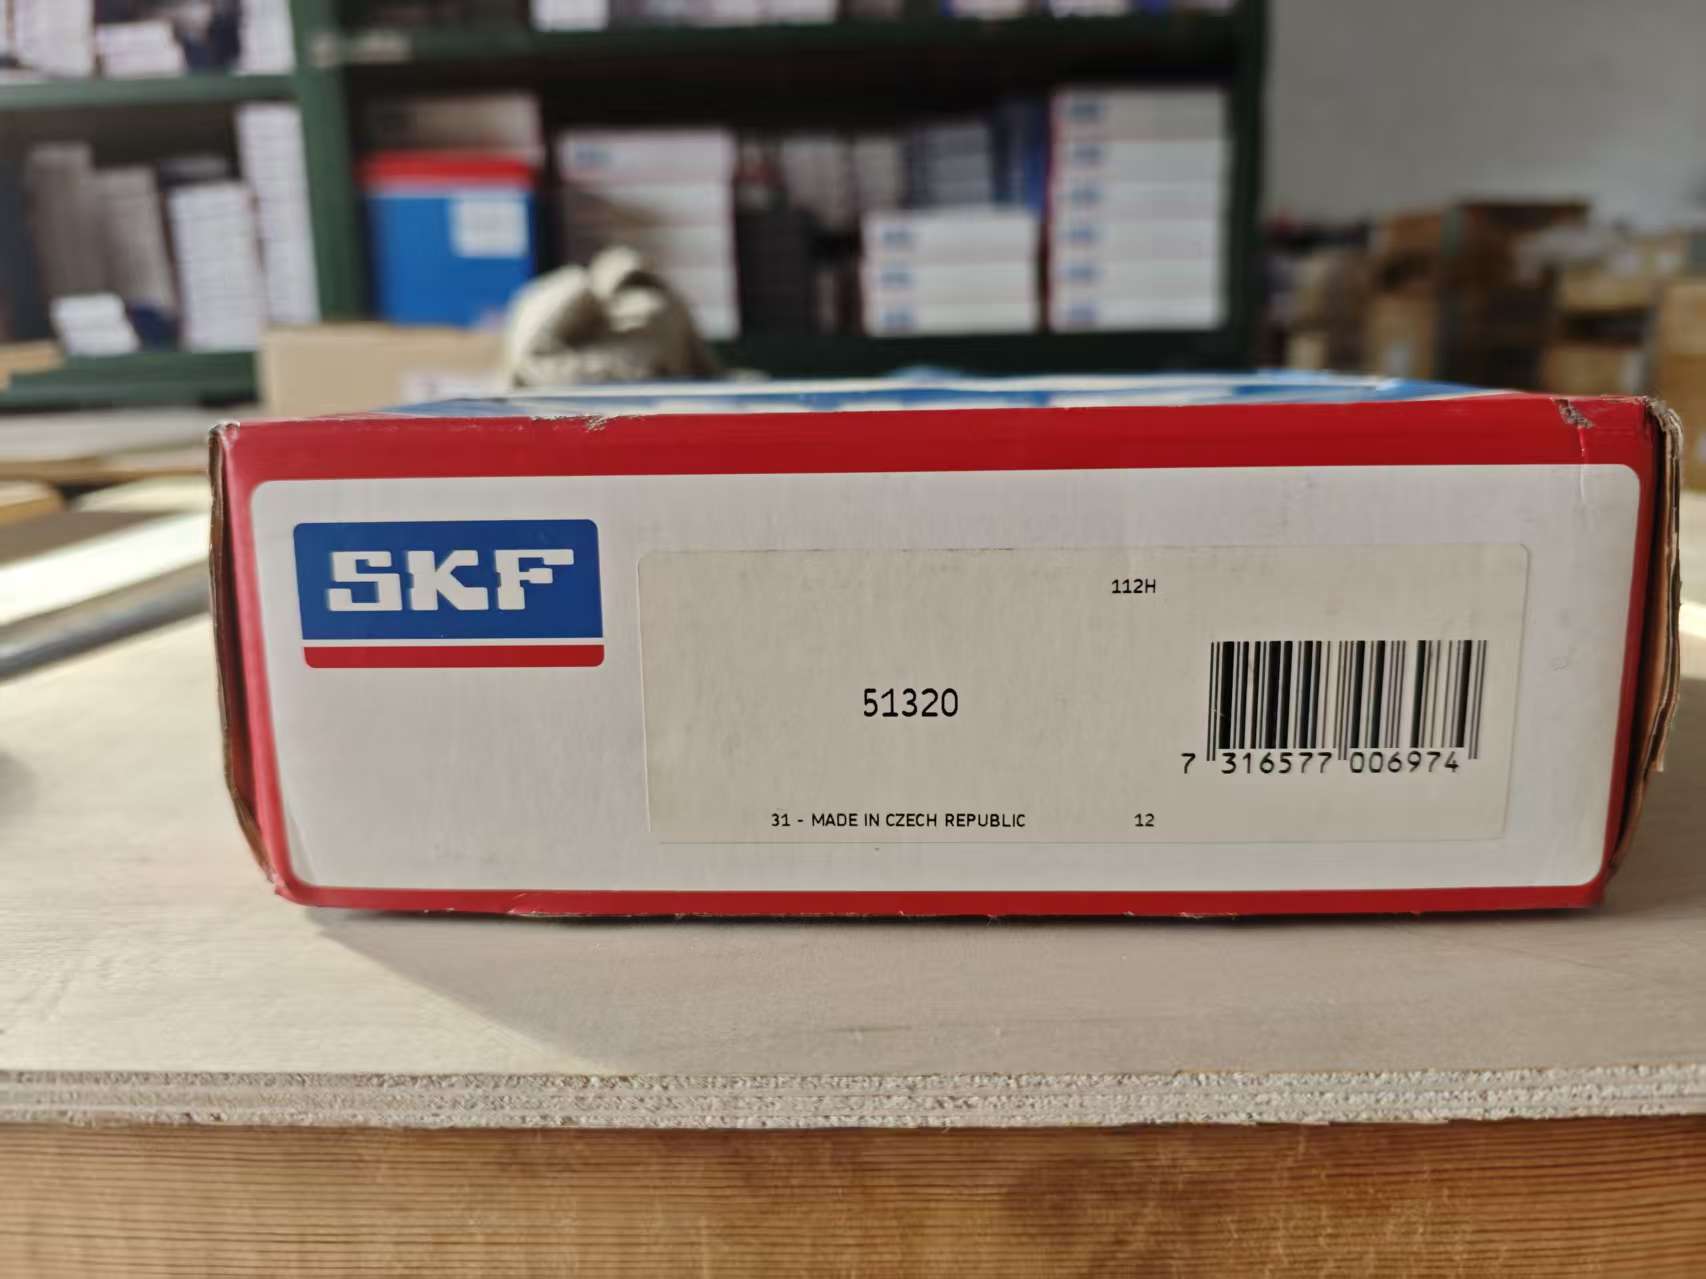 SKF
112H
51320
7 316577 006974
31 - MADE IN CZECH REPUBLIC 12